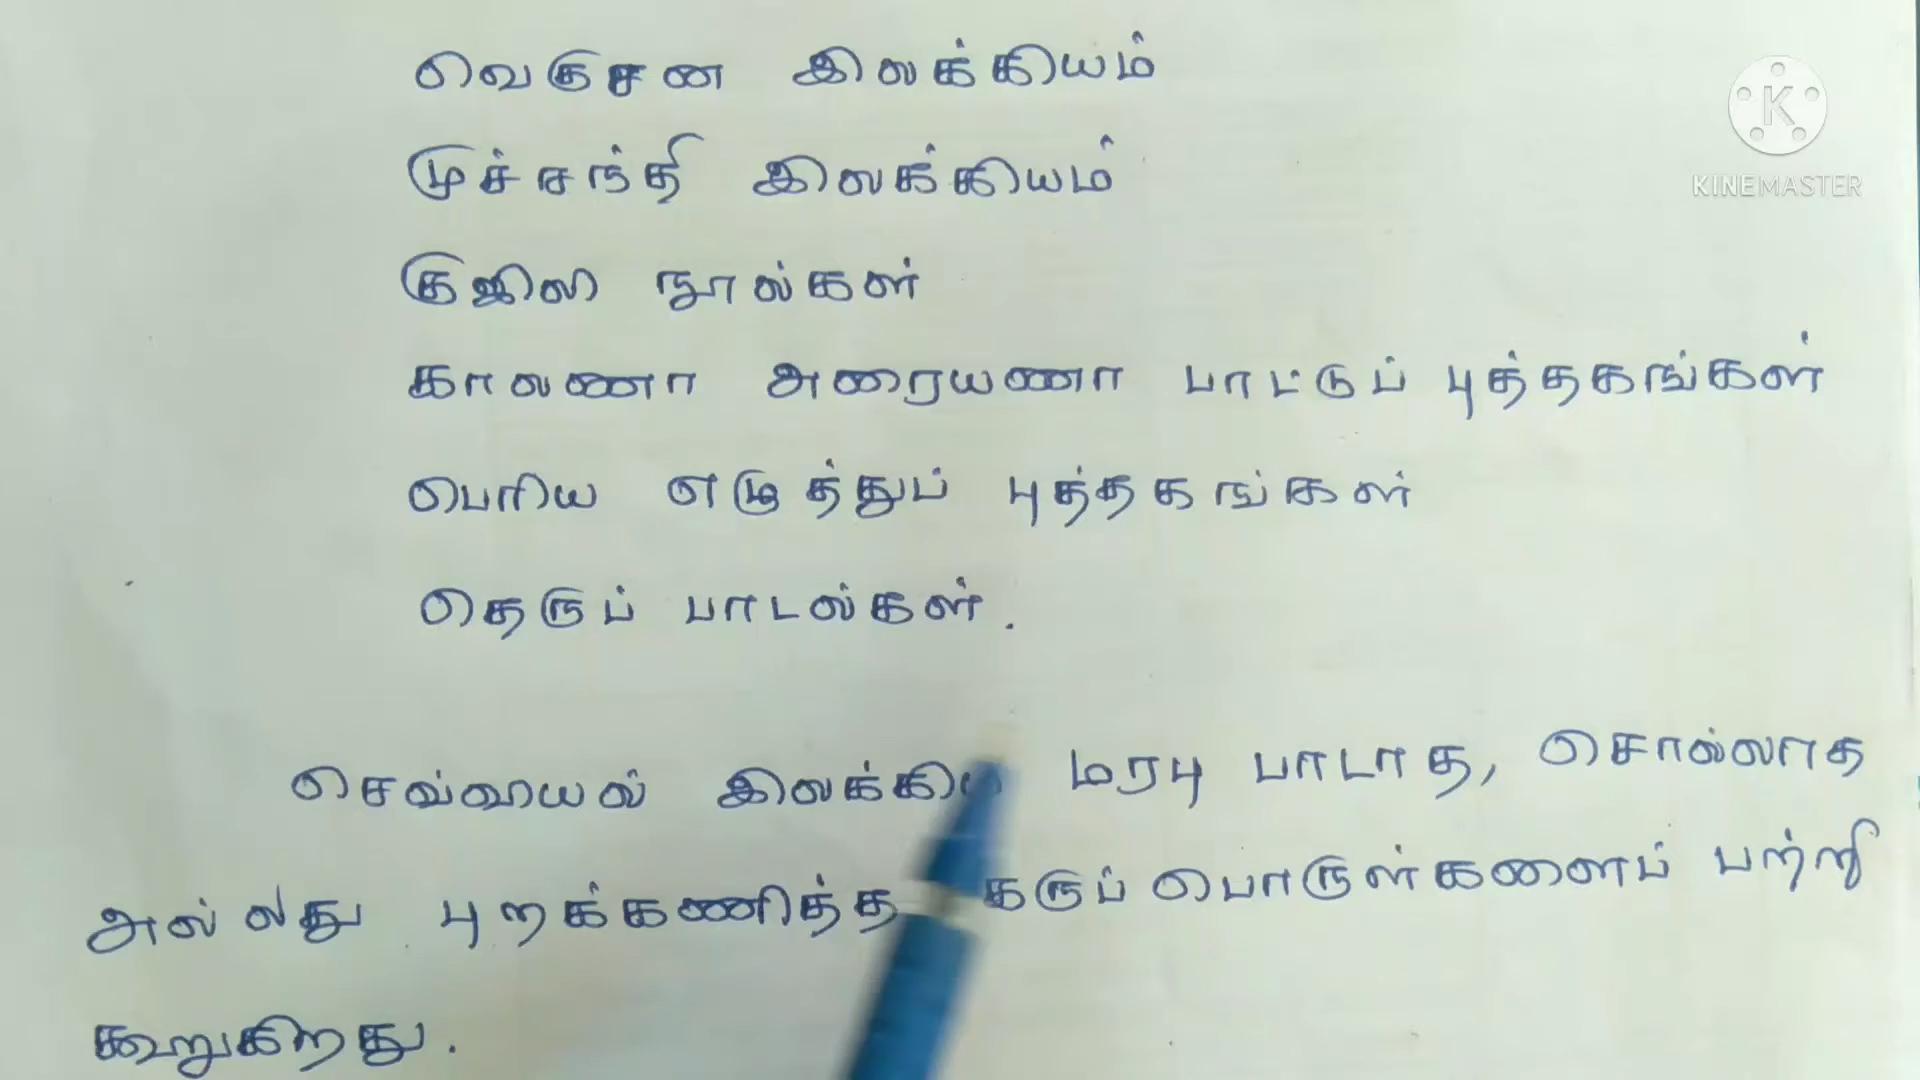 வெகுசன இலக்கியம்
K
முச்சந்தி இலக்கியம்
KINEMASTER
குஜிலி நூல்கள்
காலணா அரையணா பாட்டுப் புத்தகங்கள்
பெரிய எழுத்துப் புத்தகங்கள்
தெருப் பாடல்கள்.
செவ்வியல் இலக்கிய மரபு பாடாத, சொல்லாத
அல்லது புறக்கணித்த கருப்பொருள்களைப் பற்றி
கூறுகிறது.